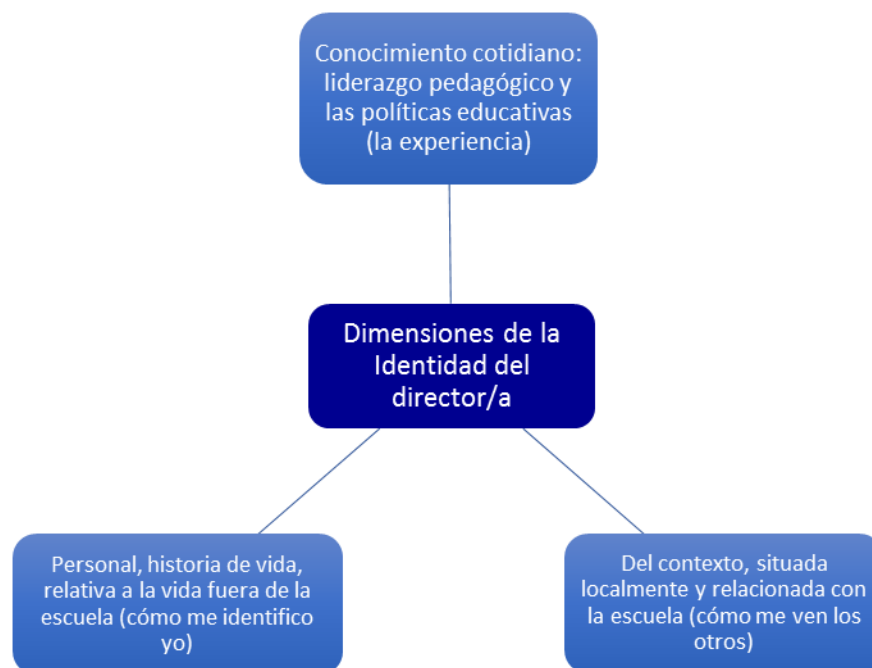 Conocimiento cotidiano:
liderazgo pedagógico y
las políticas educativas
(la experiencia)
Dimensiones de la
Identidad del
director/a
Personal, historia de vida,
relativa a la vida fuera de la
escuela (cómo me identifico
yo)
Del contexto, situada
localmente y relacionada con
la escuela (cómo me ven los
otros)